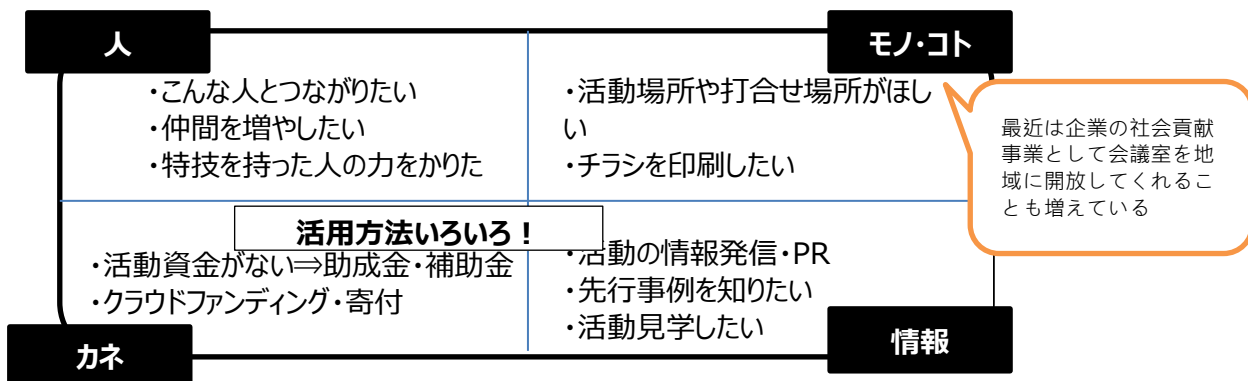 人
・こんな人とつながりたい
・仲間を増やしたい
・特技を持った人の力をかりた
モノ・コト
・活動場所や打合せ場所がほし
い
・チラシを印刷したい
最近は企業の社会貢献
事業として会議室を地
域に開放してくれるこ
とも増えている
活用方法いろいろ！
・活動資金がない⇒助成金・補助金
・クラウドファンディング・寄付
カネ
・活動の情報発信・PR
・先行事例を知りたい
・活動見学したい
情報